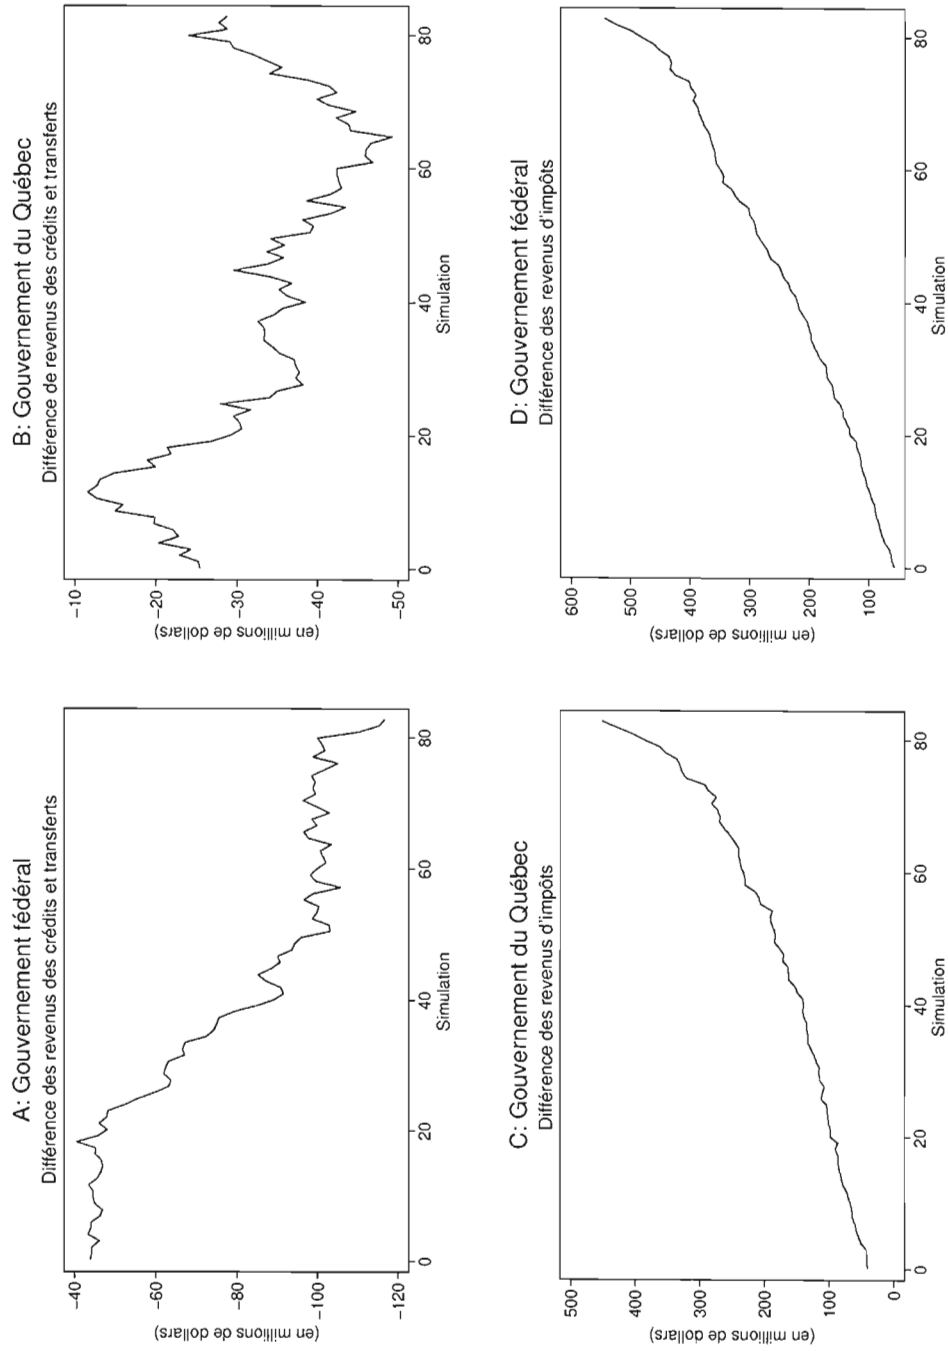 A: Gouvernement fédéral
Différence des revenus des crédits et transferts
(en millions de dollars)
-40
-60
-80
-100
-120
0
20
40
60
80
Simulation
B: Gouvernement du Québec
Différence de revenus des crédits et transferts
(en millions de dollars)
-10
-20
-30
-40
-50
0
20
40
60
80
Simulation
C: Gouvernement du Québec
Différence des revenus d'impôts
(en millions de dollars)
500
400
300
200
100
0
0
20
40
60
80
Simulation
D: Gouvernement fédéral
Différence des revenus d'impôts
(en millions de dollars)
600
500
400
300
200
100
0
20
40
60
80
Simulation